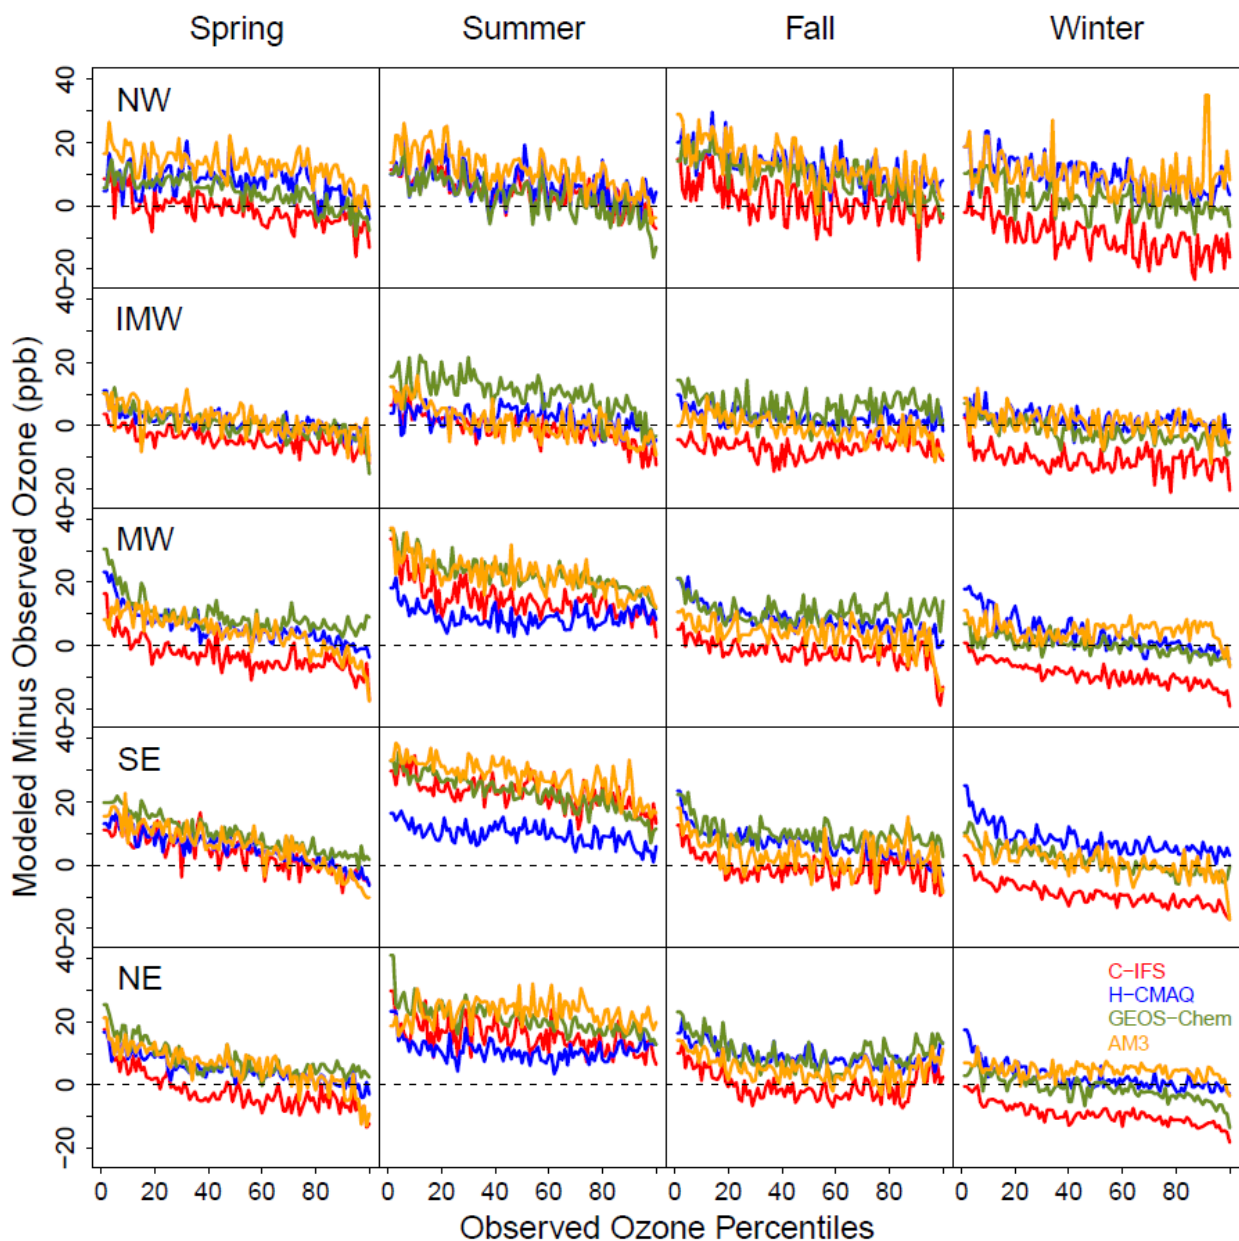 Spring Summer Fall Winter
NW
40
20
0
−20
IMW
40
20
0
−20
MW
40
20
0
−20
SE
40
20
0
−20
NE
40
20
0
−20
Modeled Minus Observed Ozone (ppb)
C−IFS
H−CMAQ
GEOS−Chem
AM3
0 20 40 60 80 0 20 40 60 80 0 20 40 60 80 0 20 40 60 80
Observed Ozone Percentiles